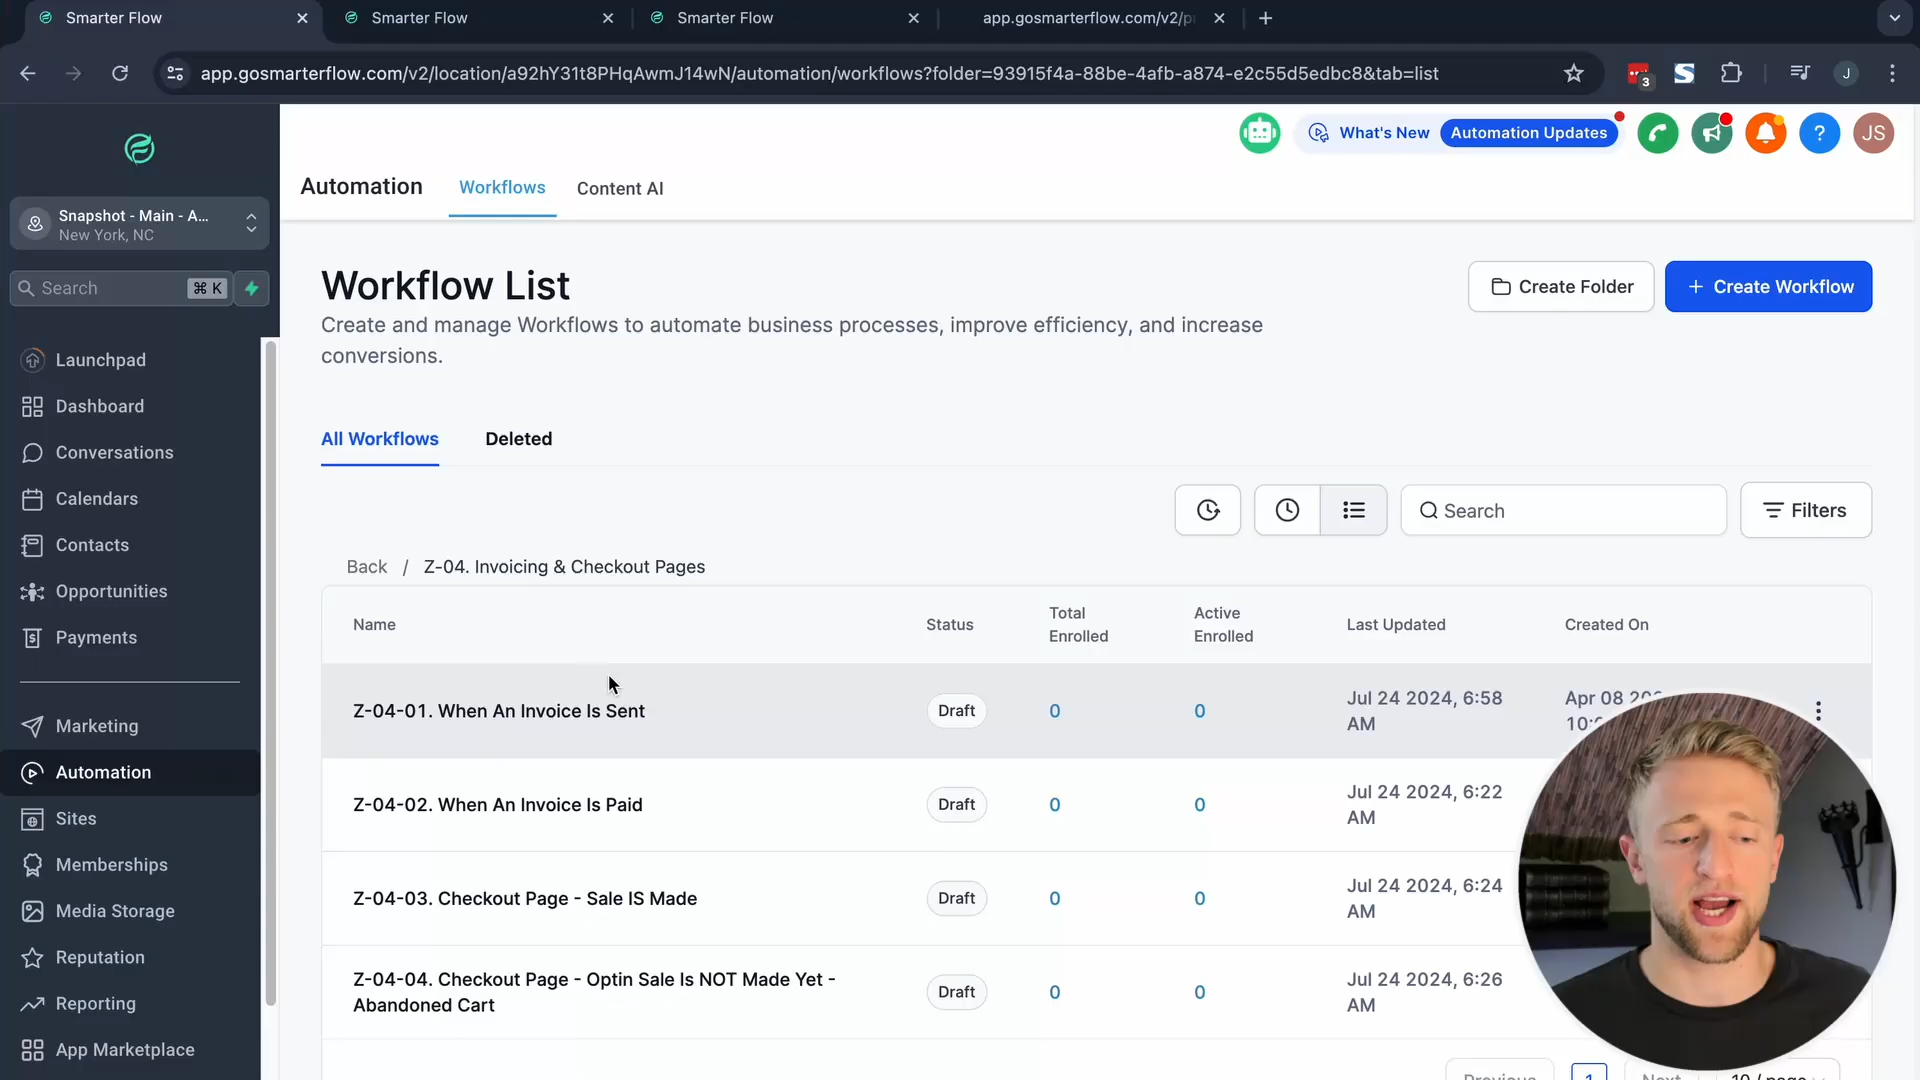 Smarter Flow
Smarter Flow
Smarter Flow
app.gosmarterflow.com/v2/p
app.gosmarterflow.com/v2/location/a92hY31t8PHqAwmJ14wN/automation/workflows?folder=93915f4a-88be-4afb-a874-e2c55d5edbc8&tab=list
3
J
What's New
Automation Updates
?
JS
Automation
Workflows
Content AI
Snapshot - Main - A...
New York, NC
Search
⌘ K
Launchpad
Dashboard
Conversations
Calendars
Contacts
Opportunities
Payments
Marketing
Automation
Sites
Memberships
Media Storage
Reputation
Reporting
App Marketplace
Workflow List
Create and manage Workflows to automate business processes, improve efficiency, and increase
conversions.
Create Folder
+ Create Workflow
All Workflows
Deleted
Search
Filters
Back / Z-04. Invoicing & Checkout Pages
Name
Status
Total
Enrolled
Active
Enrolled
Last Updated
Created On
Z-04-01. When An Invoice Is Sent
Draft
0
0
Jul 24 2024, 6:58
AM
Apr 08
10:
Z-04-02. When An Invoice Is Paid
Draft
0
0
Jul 24 2024, 6:22
AM
Z-04-03. Checkout Page - Sale IS Made
Draft
0
0
Jul 24 2024, 6:24
AM
Z-04-04. Checkout Page - Optin Sale Is NOT Made Yet -
Abandoned Cart
Draft
0
0
Jul 24 2024, 6:26
AM
Previous
1
Next
10 / page